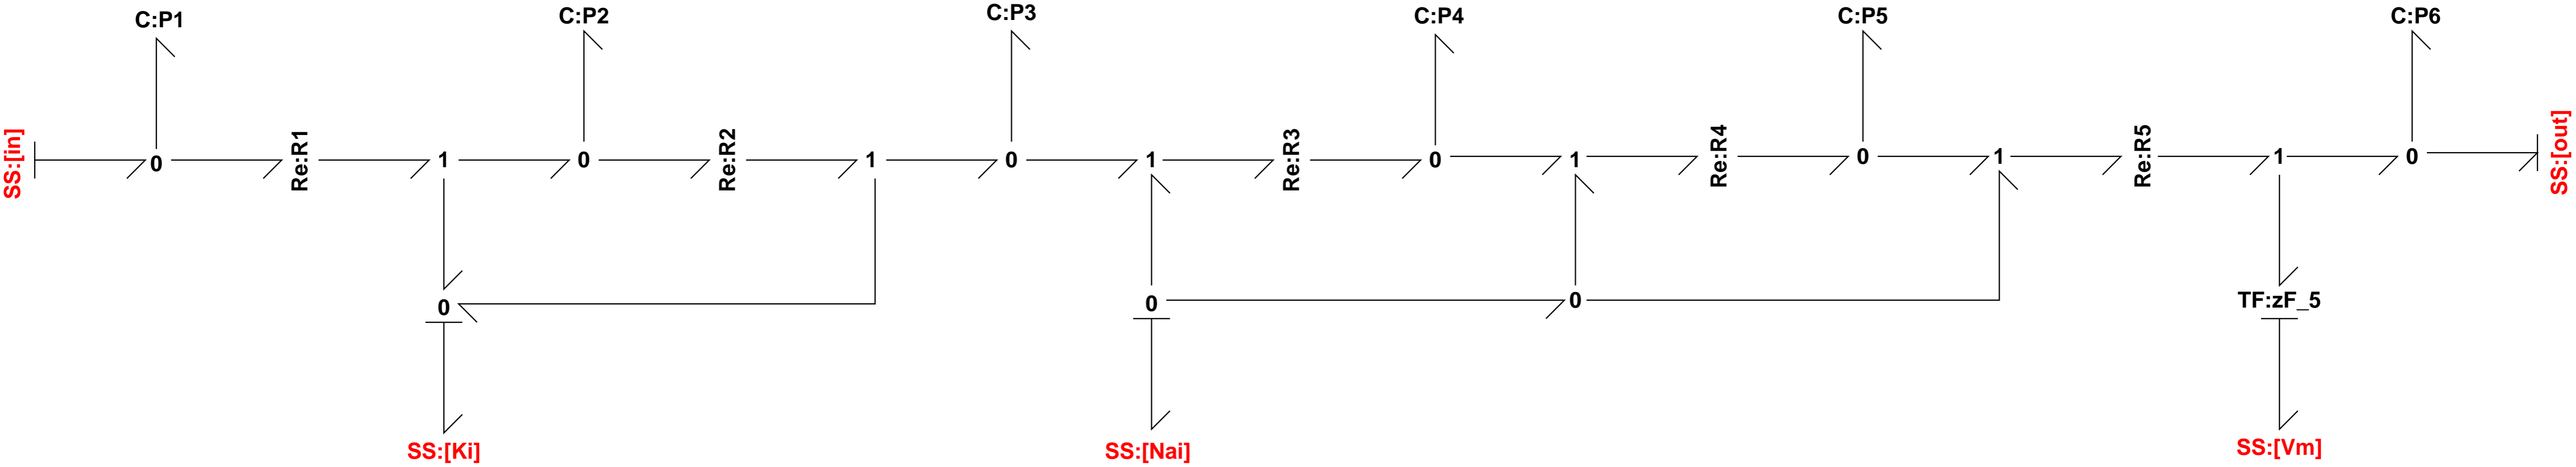 C:P1
C:P2
C:P3
C:P4
C:P5
C:P6
SS:[in]
0
Re:R1
1
0
Re:R2
1
0
1
Re:R3
0
1
Re:R4
0
1
Re:R5
1
0
SS:[out]
0
0
0
TF:zF_5
SS:[Ki]
SS:[Nai]
SS:[Vm]